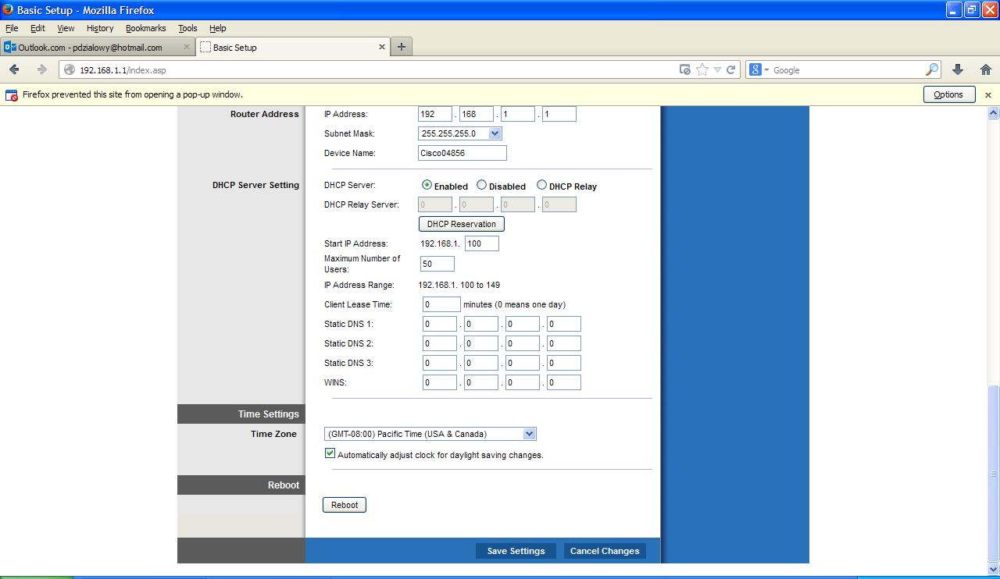 Basic Setup - Mozilla Firefox
File Edit View History Bookmarks Tools Help
Outlook.com - pdzialowy@hotmail.com × Basic Setup × +
192.168.1.1/index.asp 8 Google
Firefox prevented this site from opening a pop-up window. Options ×
Router Address IP Address: 192 . 168 . 1 . 1
Subnet Mask: 255.255.255.0
Device Name: Cisco04856
DHCP Server Setting DHCP Server: Enabled Disabled DHCP Relay
DHCP Relay Server: 0 . 0 . 0 . 0
DHCP Reservation
Start IP Address: 192.168.1. 100
Maximum Number of
Users: 50
IP Address Range: 192.168.1. 100 to 149
Client Lease Time: 0 minutes (0 means one day)
Static DNS 1: 0 . 0 . 0 . 0
Static DNS 2: 0 . 0 . 0 . 0
Static DNS 3: 0 . 0 . 0 . 0
WINS: 0 . 0 . 0 . 0
Time Settings
Time Zone (GMT-08:00) Pacific Time (USA & Canada)
Automatically adjust clock for daylight saving changes.
Reboot
Reboot
Save Settings Cancel Changes